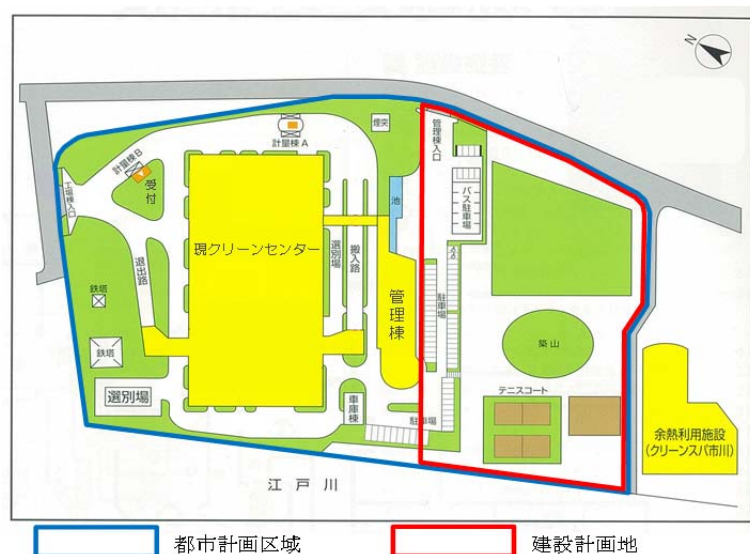 N
煙突
計量棟A
管理棟入口
計量棟B
受付
工場棟入口
バス駐車場
池
現クリーンセンター
選別場
搬入路
退出路
管理棟
駐車場
鉄塔
築山
鉄塔
テニスコート
選別場
車庫棟
駐車場
余熱利用施設
(クリーンスパ市川)
江戸川
都市計画区域
建設計画地